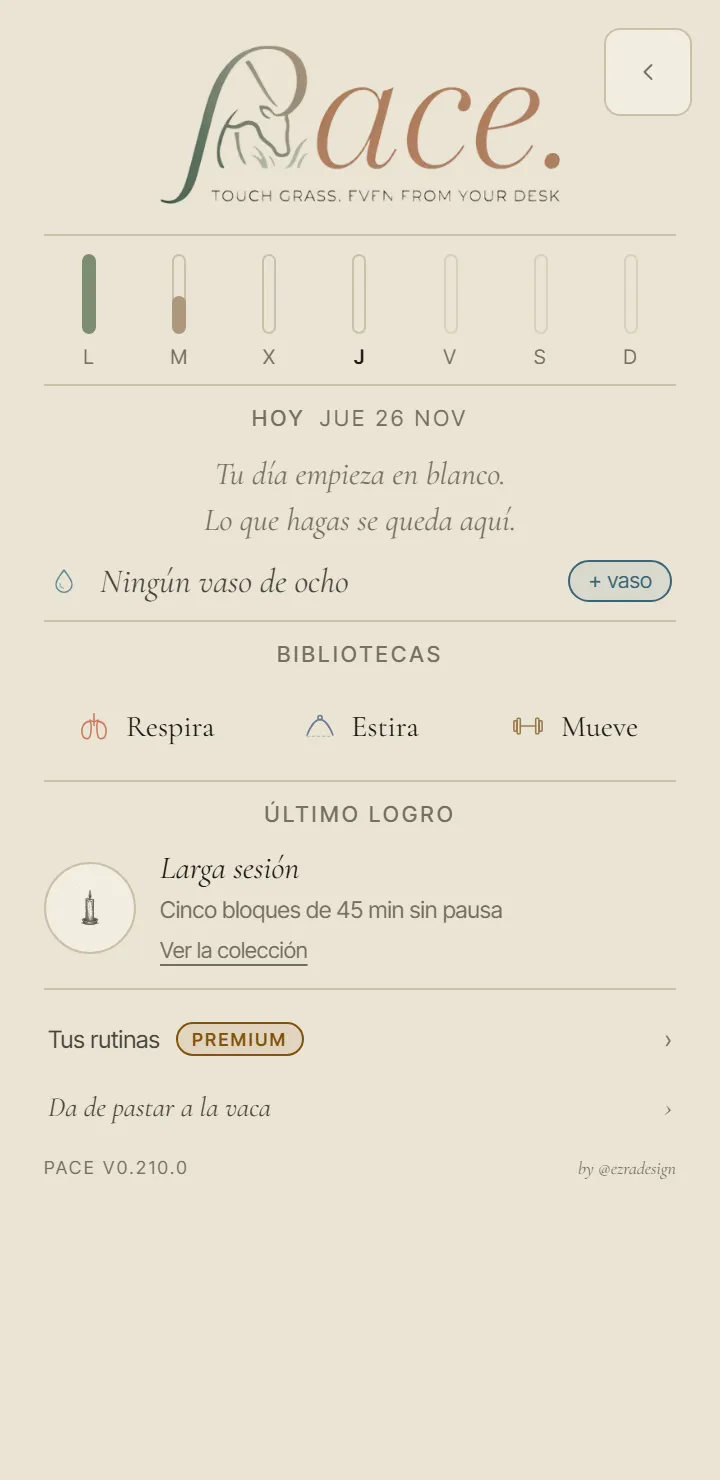 Pace.
TOUCH GRASS. EVEN FROM YOUR DESK
L M X J V S D
HOY JUE 26 NOV
Tu día empieza en blanco.
Lo que hagas se queda aquí.
Ningún vaso de ocho + vaso
BIBLIOTECAS
Respira Estira Mueve
ÚLTIMO LOGRO
Larga sesión
Cinco bloques de 45 min sin pausa
Ver la colección
Tus rutinas PREMIUM ›
Da de pastar a la vaca ›
PACE V0.210.0 by @ezradesign